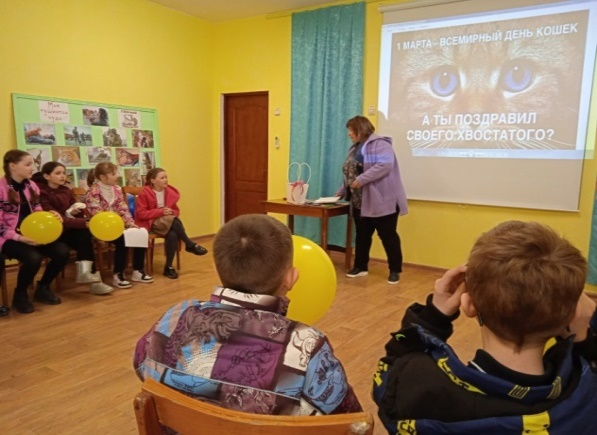 1 МАРТА - ВСЕМИРНЫЙ ДЕНЬ КОШЕК
А ТЫ ПОЗДРАВИЛ
СВОЕГО ХВОСТАТОГО?